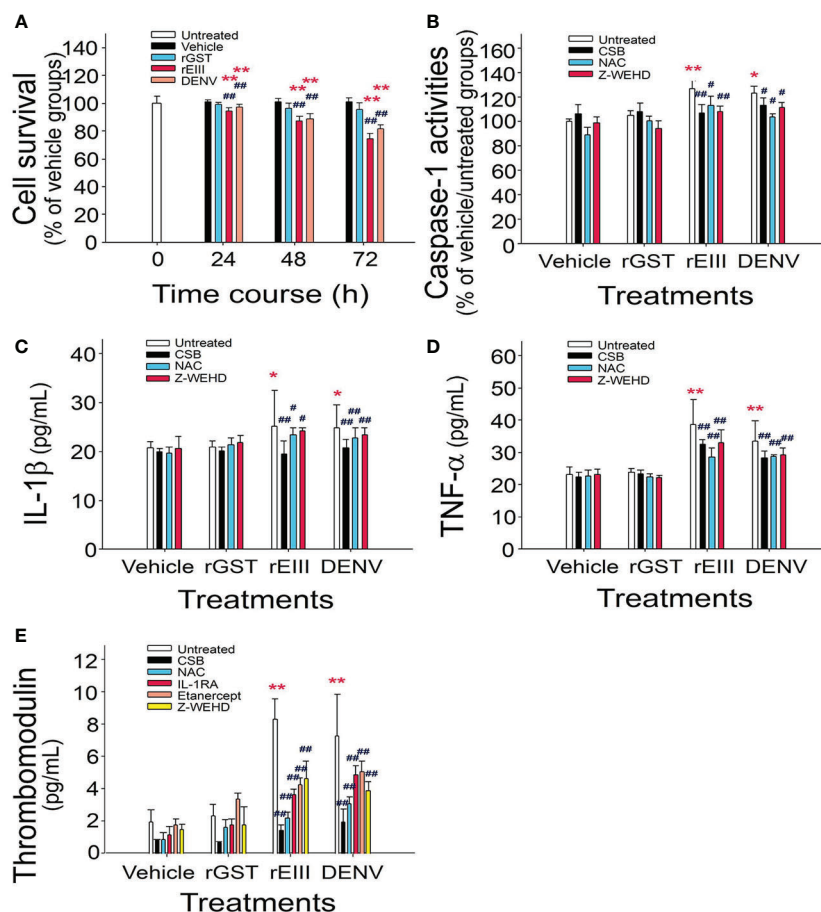 A
Cell survival
(% of vehicle groups)
140
120
100
80
60
40
20
0
Untreated
Vehicle
rGST
rEIII
DENV
** **
## ##
** **
## ##
** **
## ##
0 24 48 72
Time course (h)
B
Caspase-1 activities
(% of vehicle/untreated groups)
160
140
120
100
80
60
40
20
0
Untreated
CSB
NAC
Z-WEHD
** ## # ##
* # # #
Vehicle rGST rEIII DENV
Treatments
C
IL-1β (pg/mL)
60
40
20
0
Untreated
CSB
NAC
Z-WEHD
* ## # #
* ## ## ##
Vehicle rGST rEIII DENV
Treatments
D
TNF-α (pg/mL)
60
50
40
30
20
10
0
Untreated
CSB
NAC
Z-WEHD
** ## ## ##
** ## ## ##
Vehicle rGST rEIII DENV
Treatments
E
Thrombomodulin
(pg/mL)
12
10
8
6
4
2
0
Untreated
CSB
NAC
IL-1RA
Etanercept
Z-WEHD
** ## ## ## ## ##
** ## ## ## ## ##
Vehicle rGST rEIII DENV
Treatments